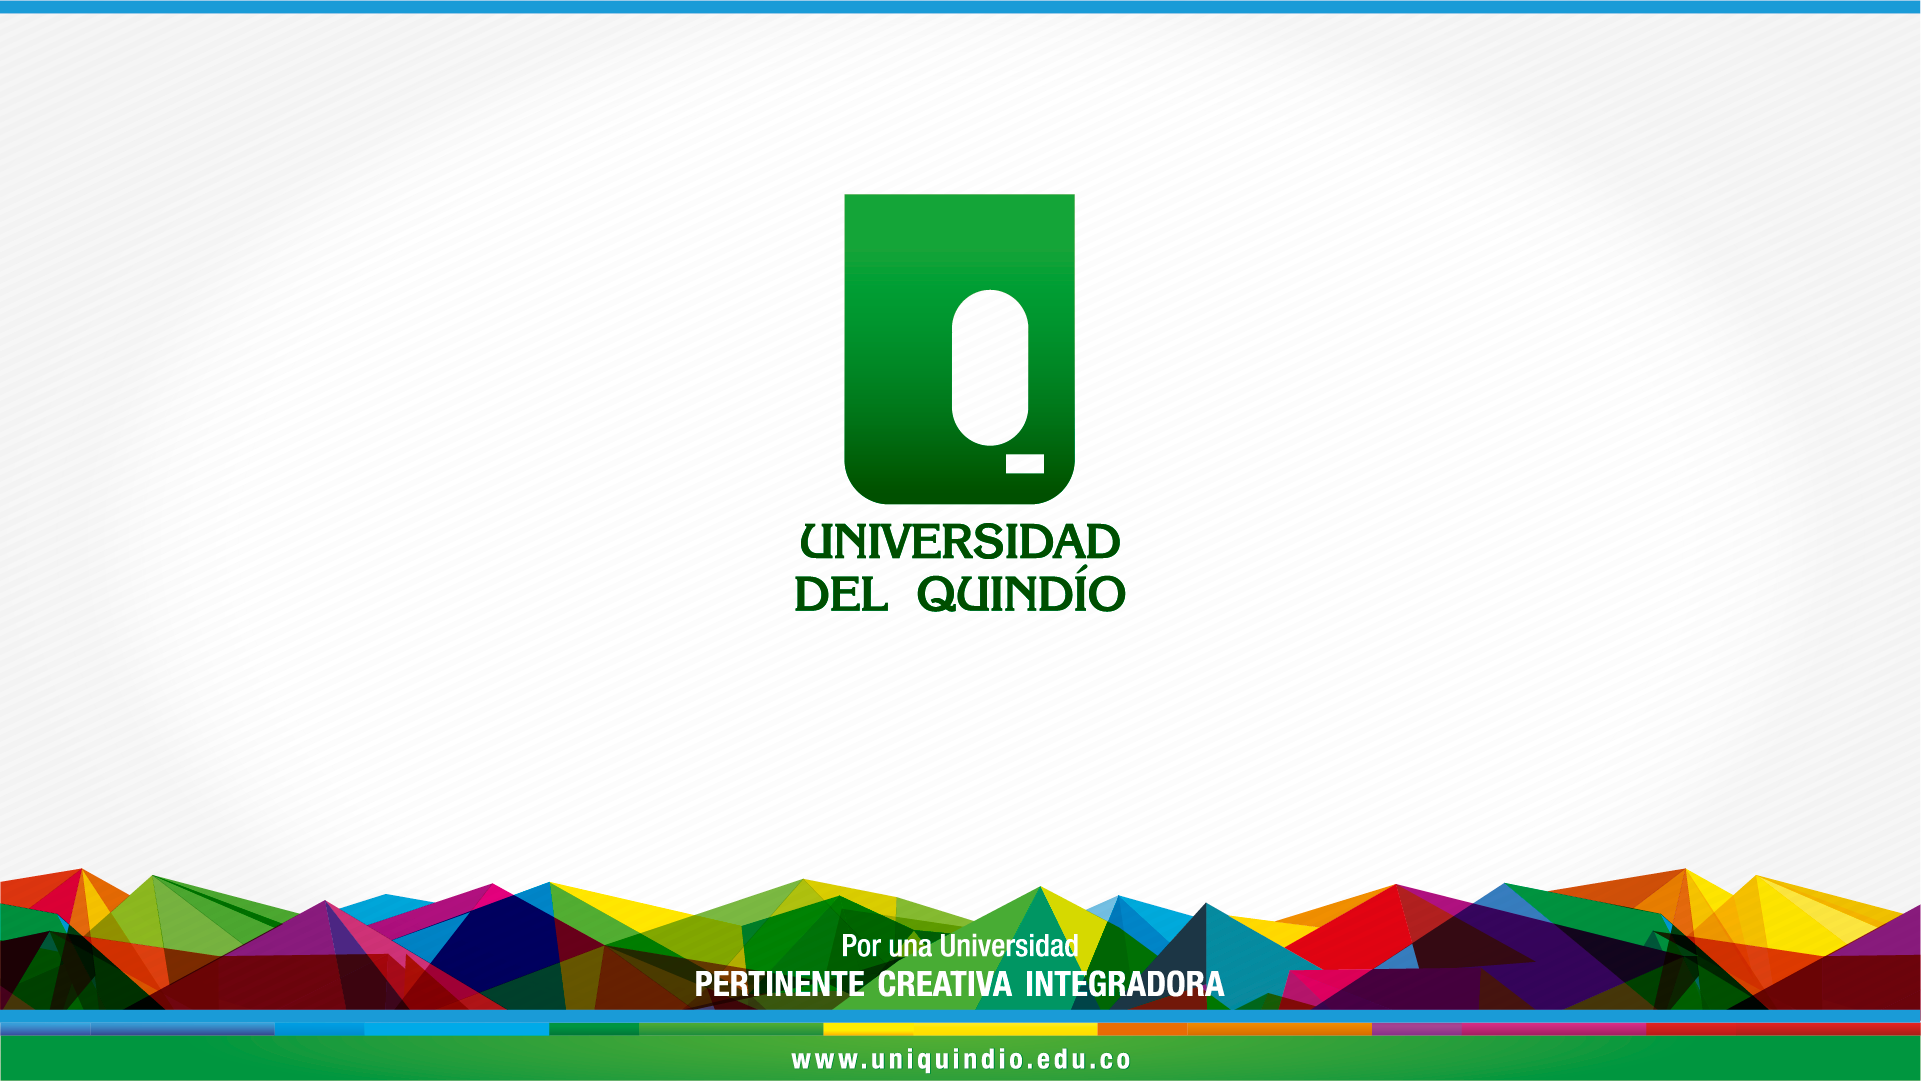 UNIVERSIDAD
DEL QUINDÍO
Por una Universidad
PERTINENTE CREATIVA INTEGRADORA
www.uniquindio.edu.co